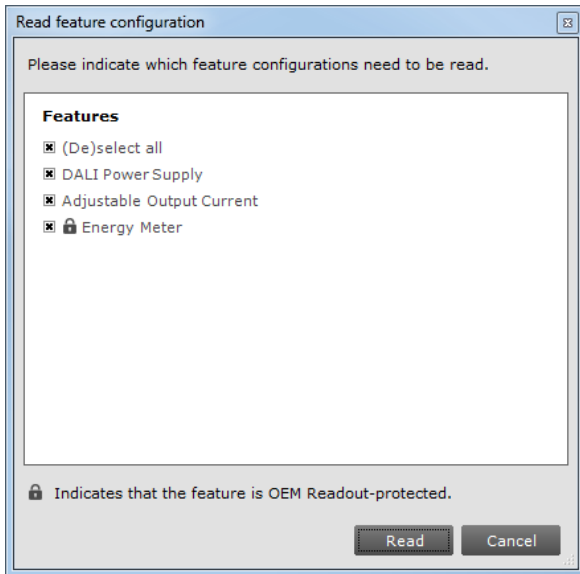 Read feature configuration
Please indicate which feature configurations need to be read.
Features
(De)select all
DALI Power Supply
Adjustable Output Current
Energy Meter
Indicates that the feature is OEM Readout-protected.
Read Cancel